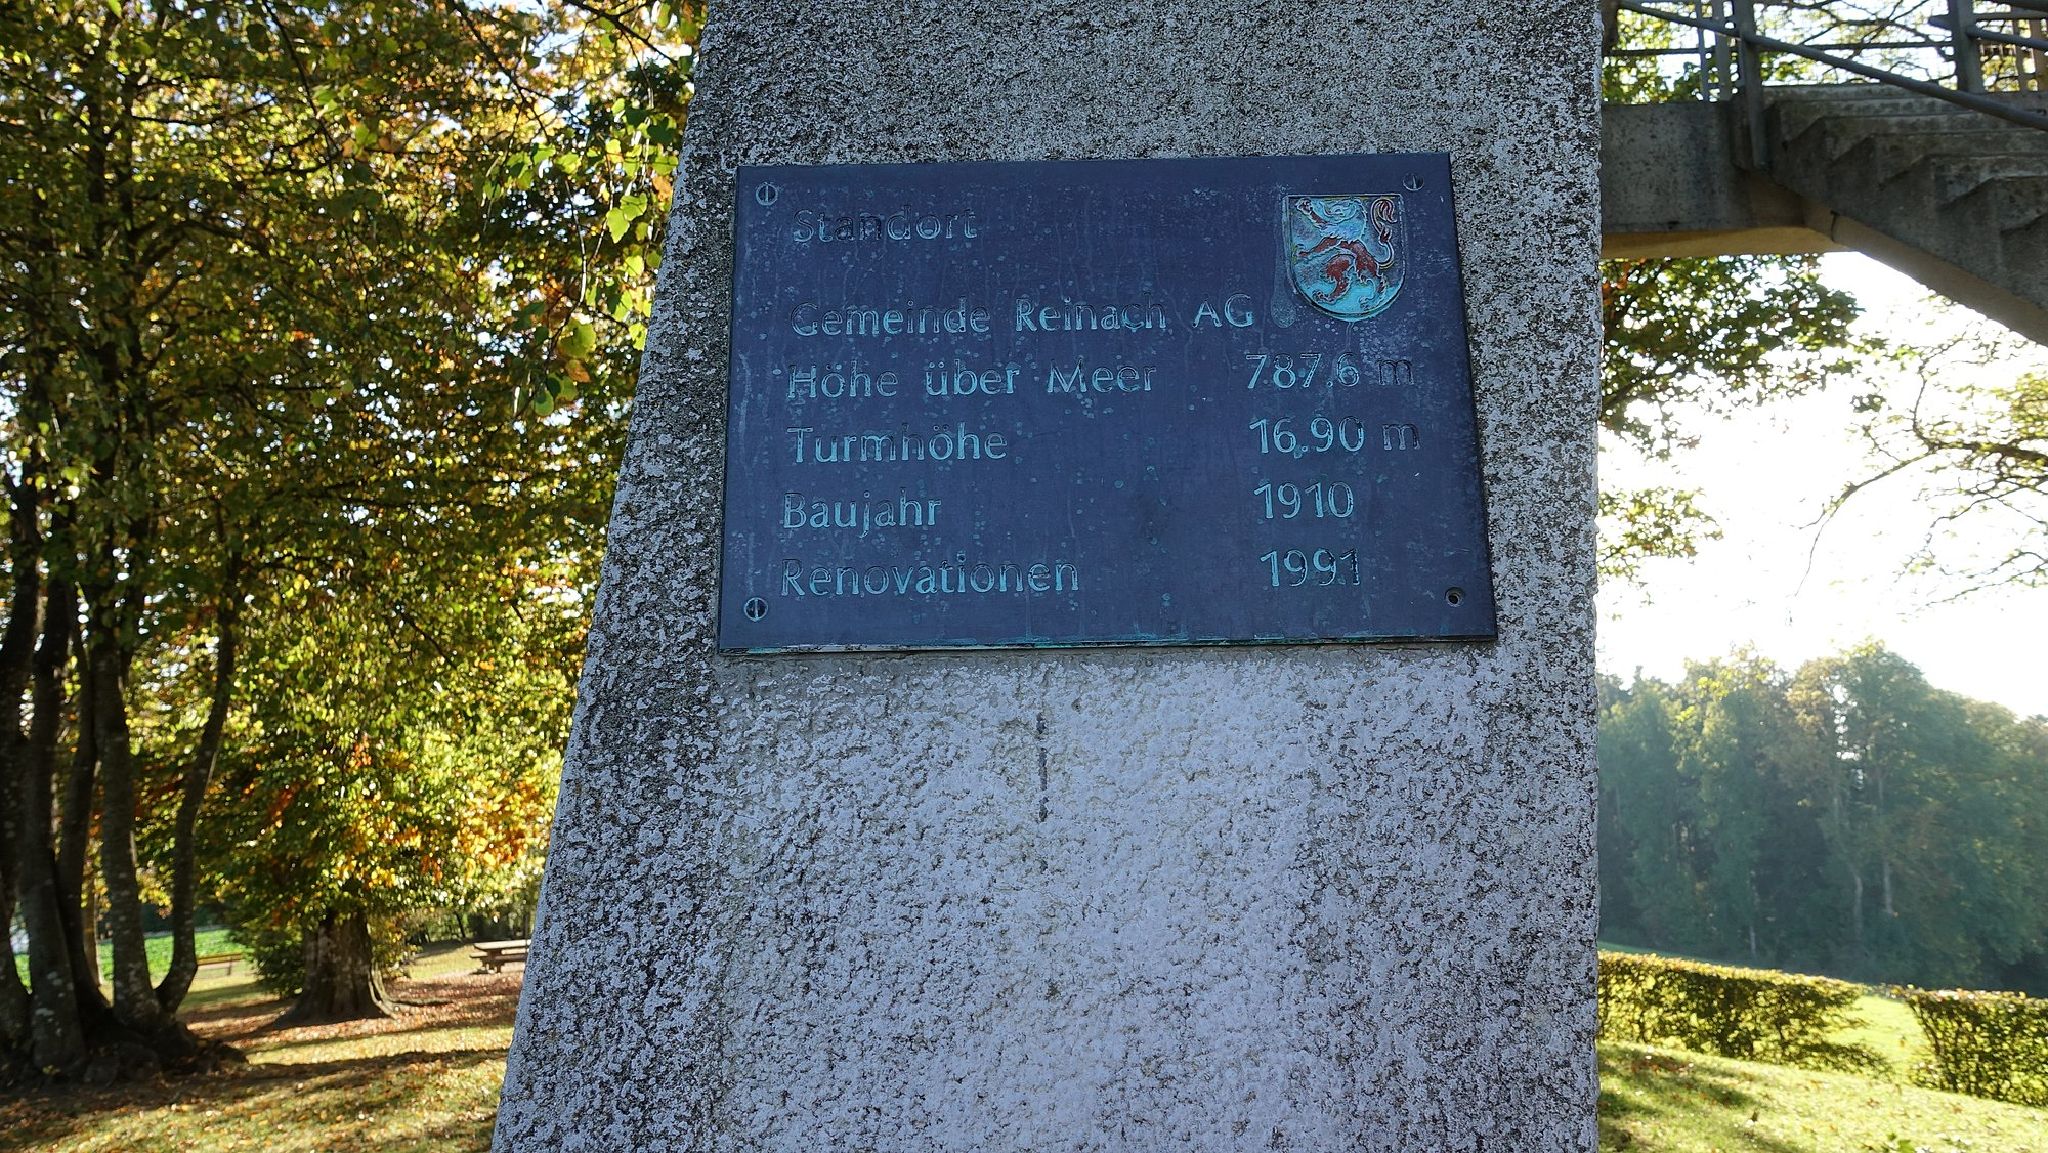 Standort
Gemeinde Reinach AG
Höhe über Meer 787.6 m
Turmhöhe 16.90 m
Baujahr 1910
Renovationen 1991